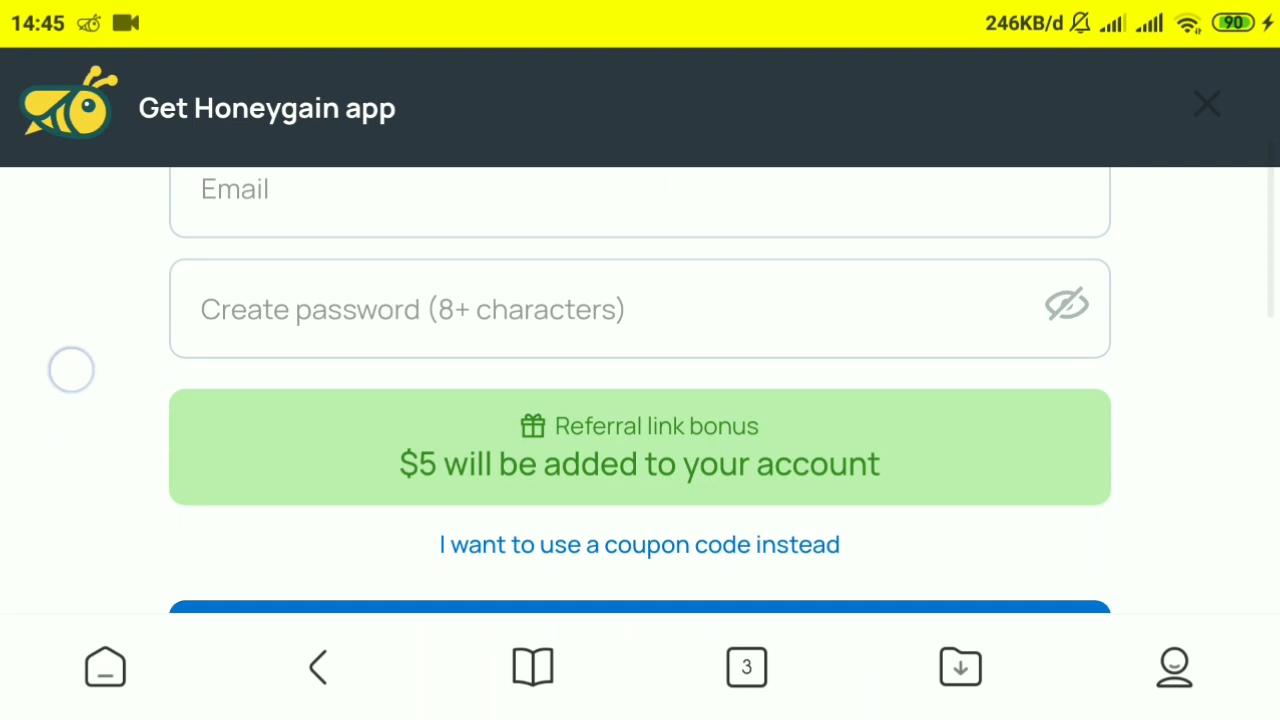 14:45 246KB/d 90
Get Honeygain app
Email
Create password (8+ characters)
Referral link bonus
$5 will be added to your account
I want to use a coupon code instead
3